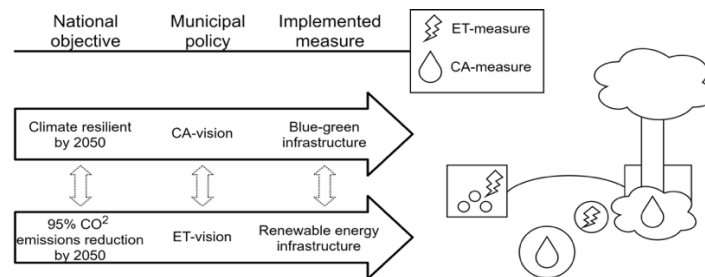 National objective
Municipal policy
Implemented measure
ET-measure
CA-measure
Climate resilient by 2050
CA-vision
Blue-green infrastructure
95% CO² emissions reduction by 2050
ET-vision
Renewable energy infrastructure